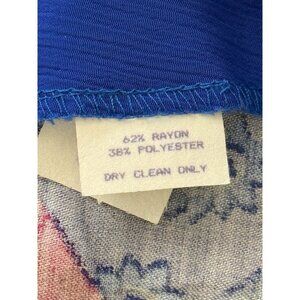 62% RAYON
38% POLYESTER
DRY CLEAN ONLY